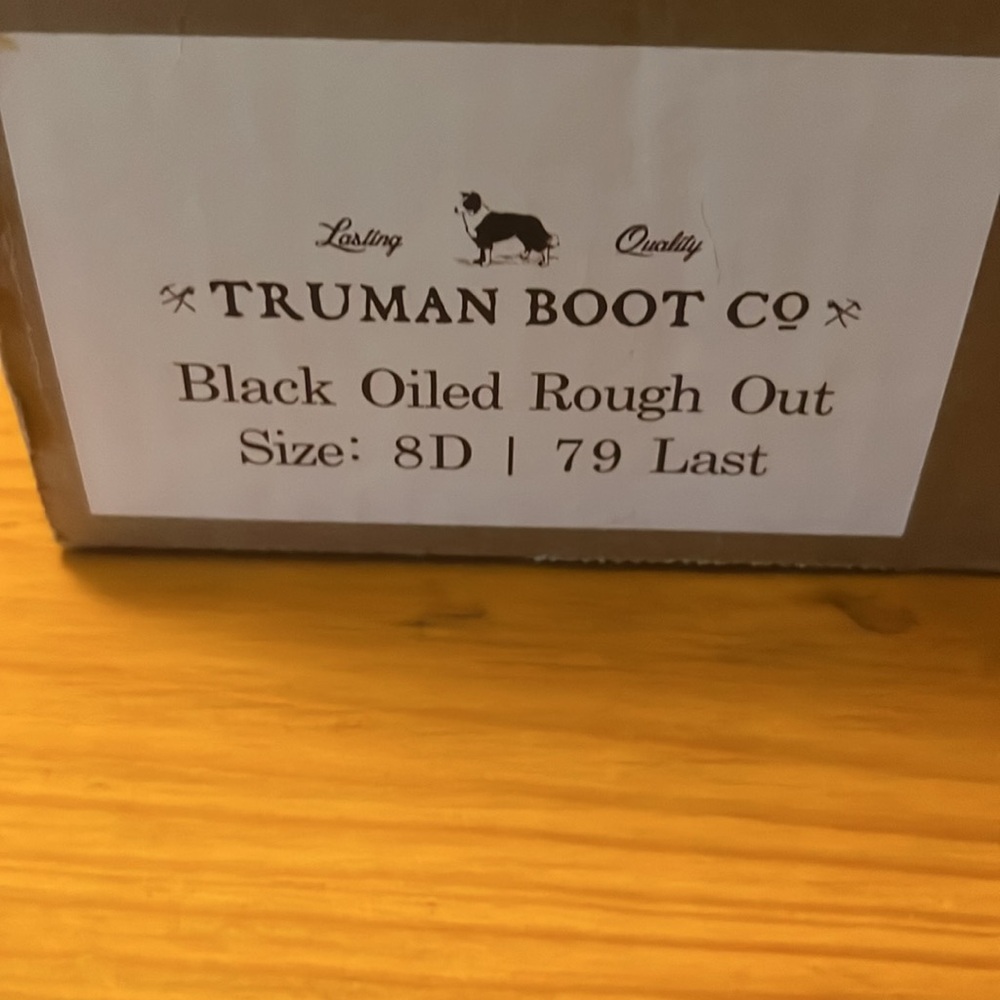 Lasting Quality
TRUMAN BOOT CO
Black Oiled Rough Out
Size: 8D | 79 Last